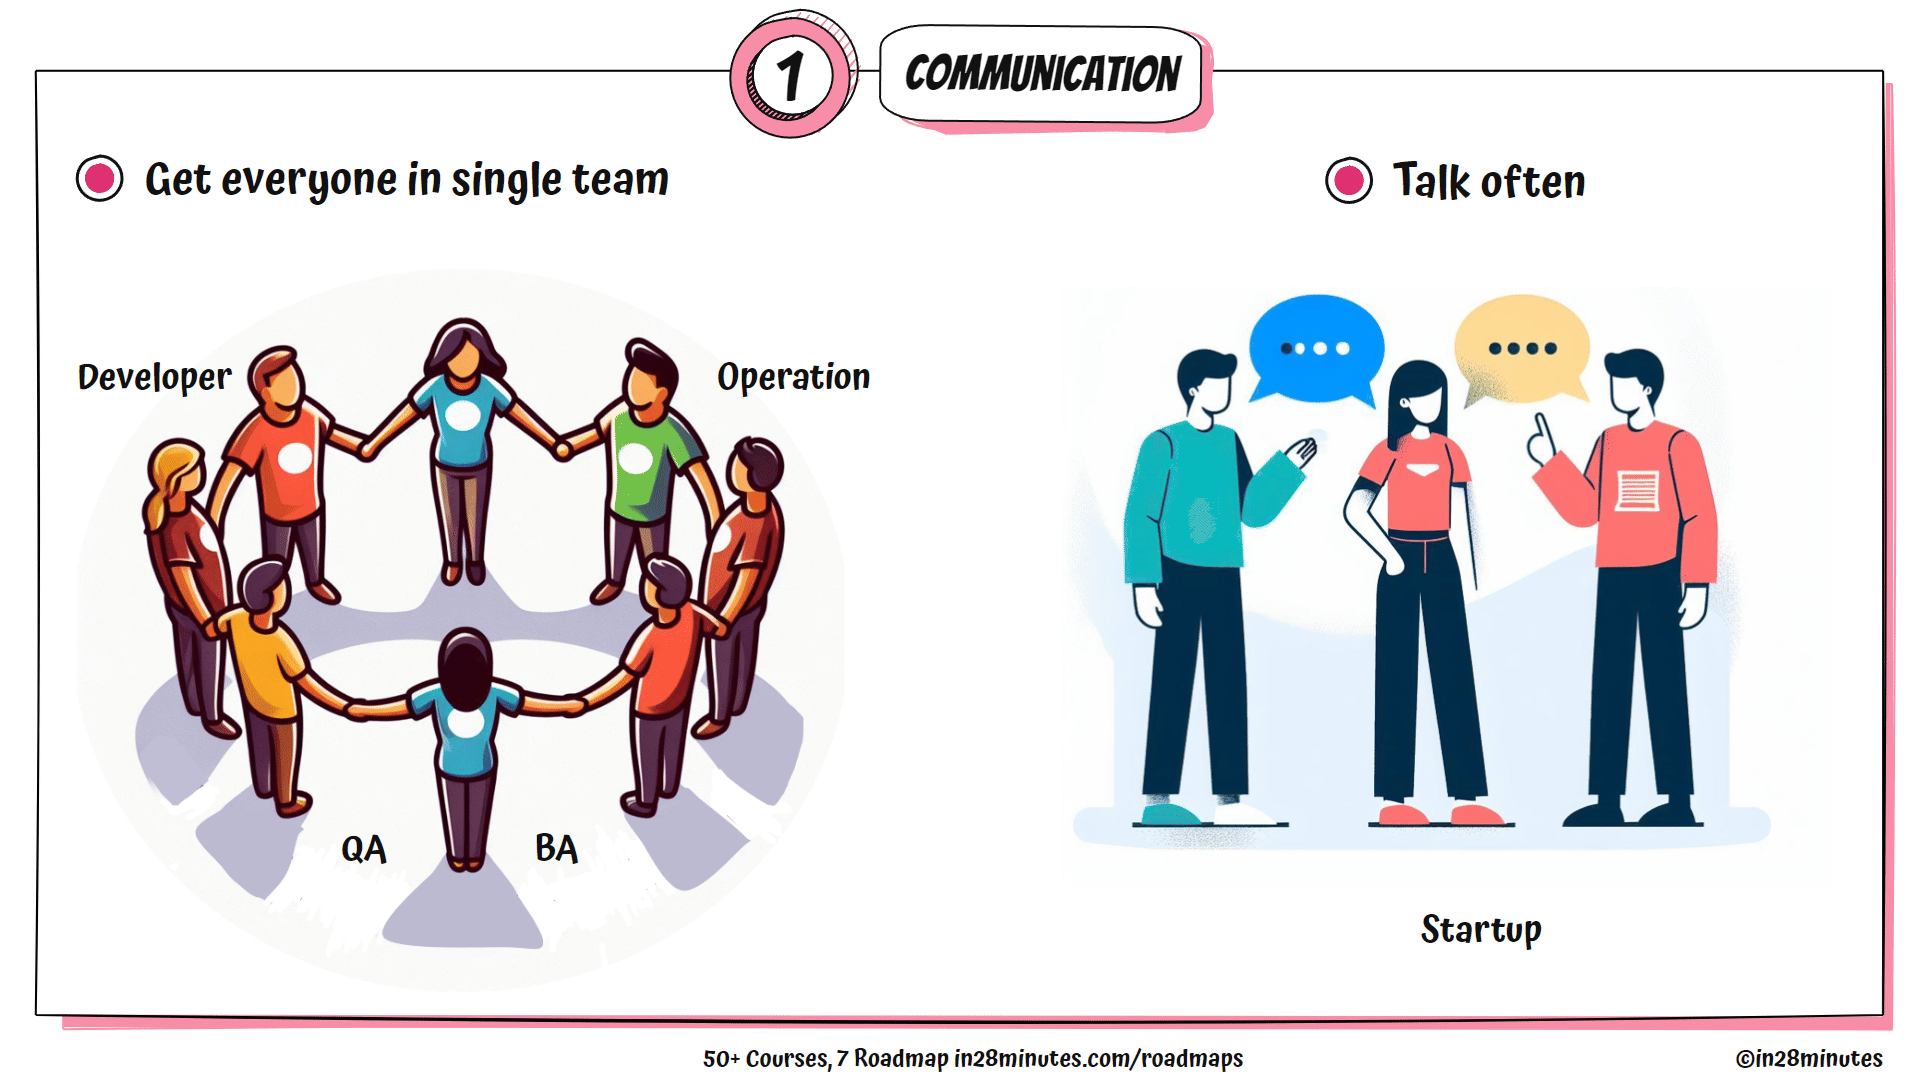 1
COMMUNICATION
Get everyone in single team
Talk often
Developer
Operation
QA
BA
Startup
50+ Courses, 7 Roadmap in28minutes.com/roadmaps
©in28minutes